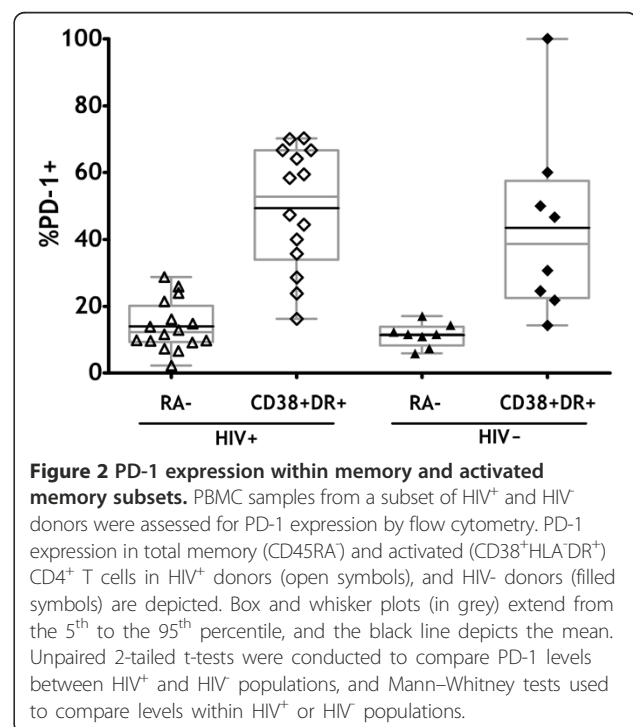 100
80
60
40
20
0
%PD-1+
RA- CD38+DR+ RA- CD38+DR+
HIV+ HIV-
Figure 2 PD-1 expression within memory and activated
memory subsets. PBMC samples from a subset of HIV⁺ and HIV⁻
donors were assessed for PD-1 expression by flow cytometry. PD-1
expression in total memory (CD45RA⁻) and activated (CD38⁺HLA⁻DR⁺)
CD4⁺ T cells in HIV⁺ donors (open symbols), and HIV- donors (filled
symbols) are depicted. Box and whisker plots (in grey) extend from
the 5th to the 95th percentile, and the black line depicts the mean.
Unpaired 2-tailed t-tests were conducted to compare PD-1 levels
between HIV⁺ and HIV⁻ populations, and Mann–Whitney tests used
to compare levels within HIV⁺ or HIV⁻ populations.